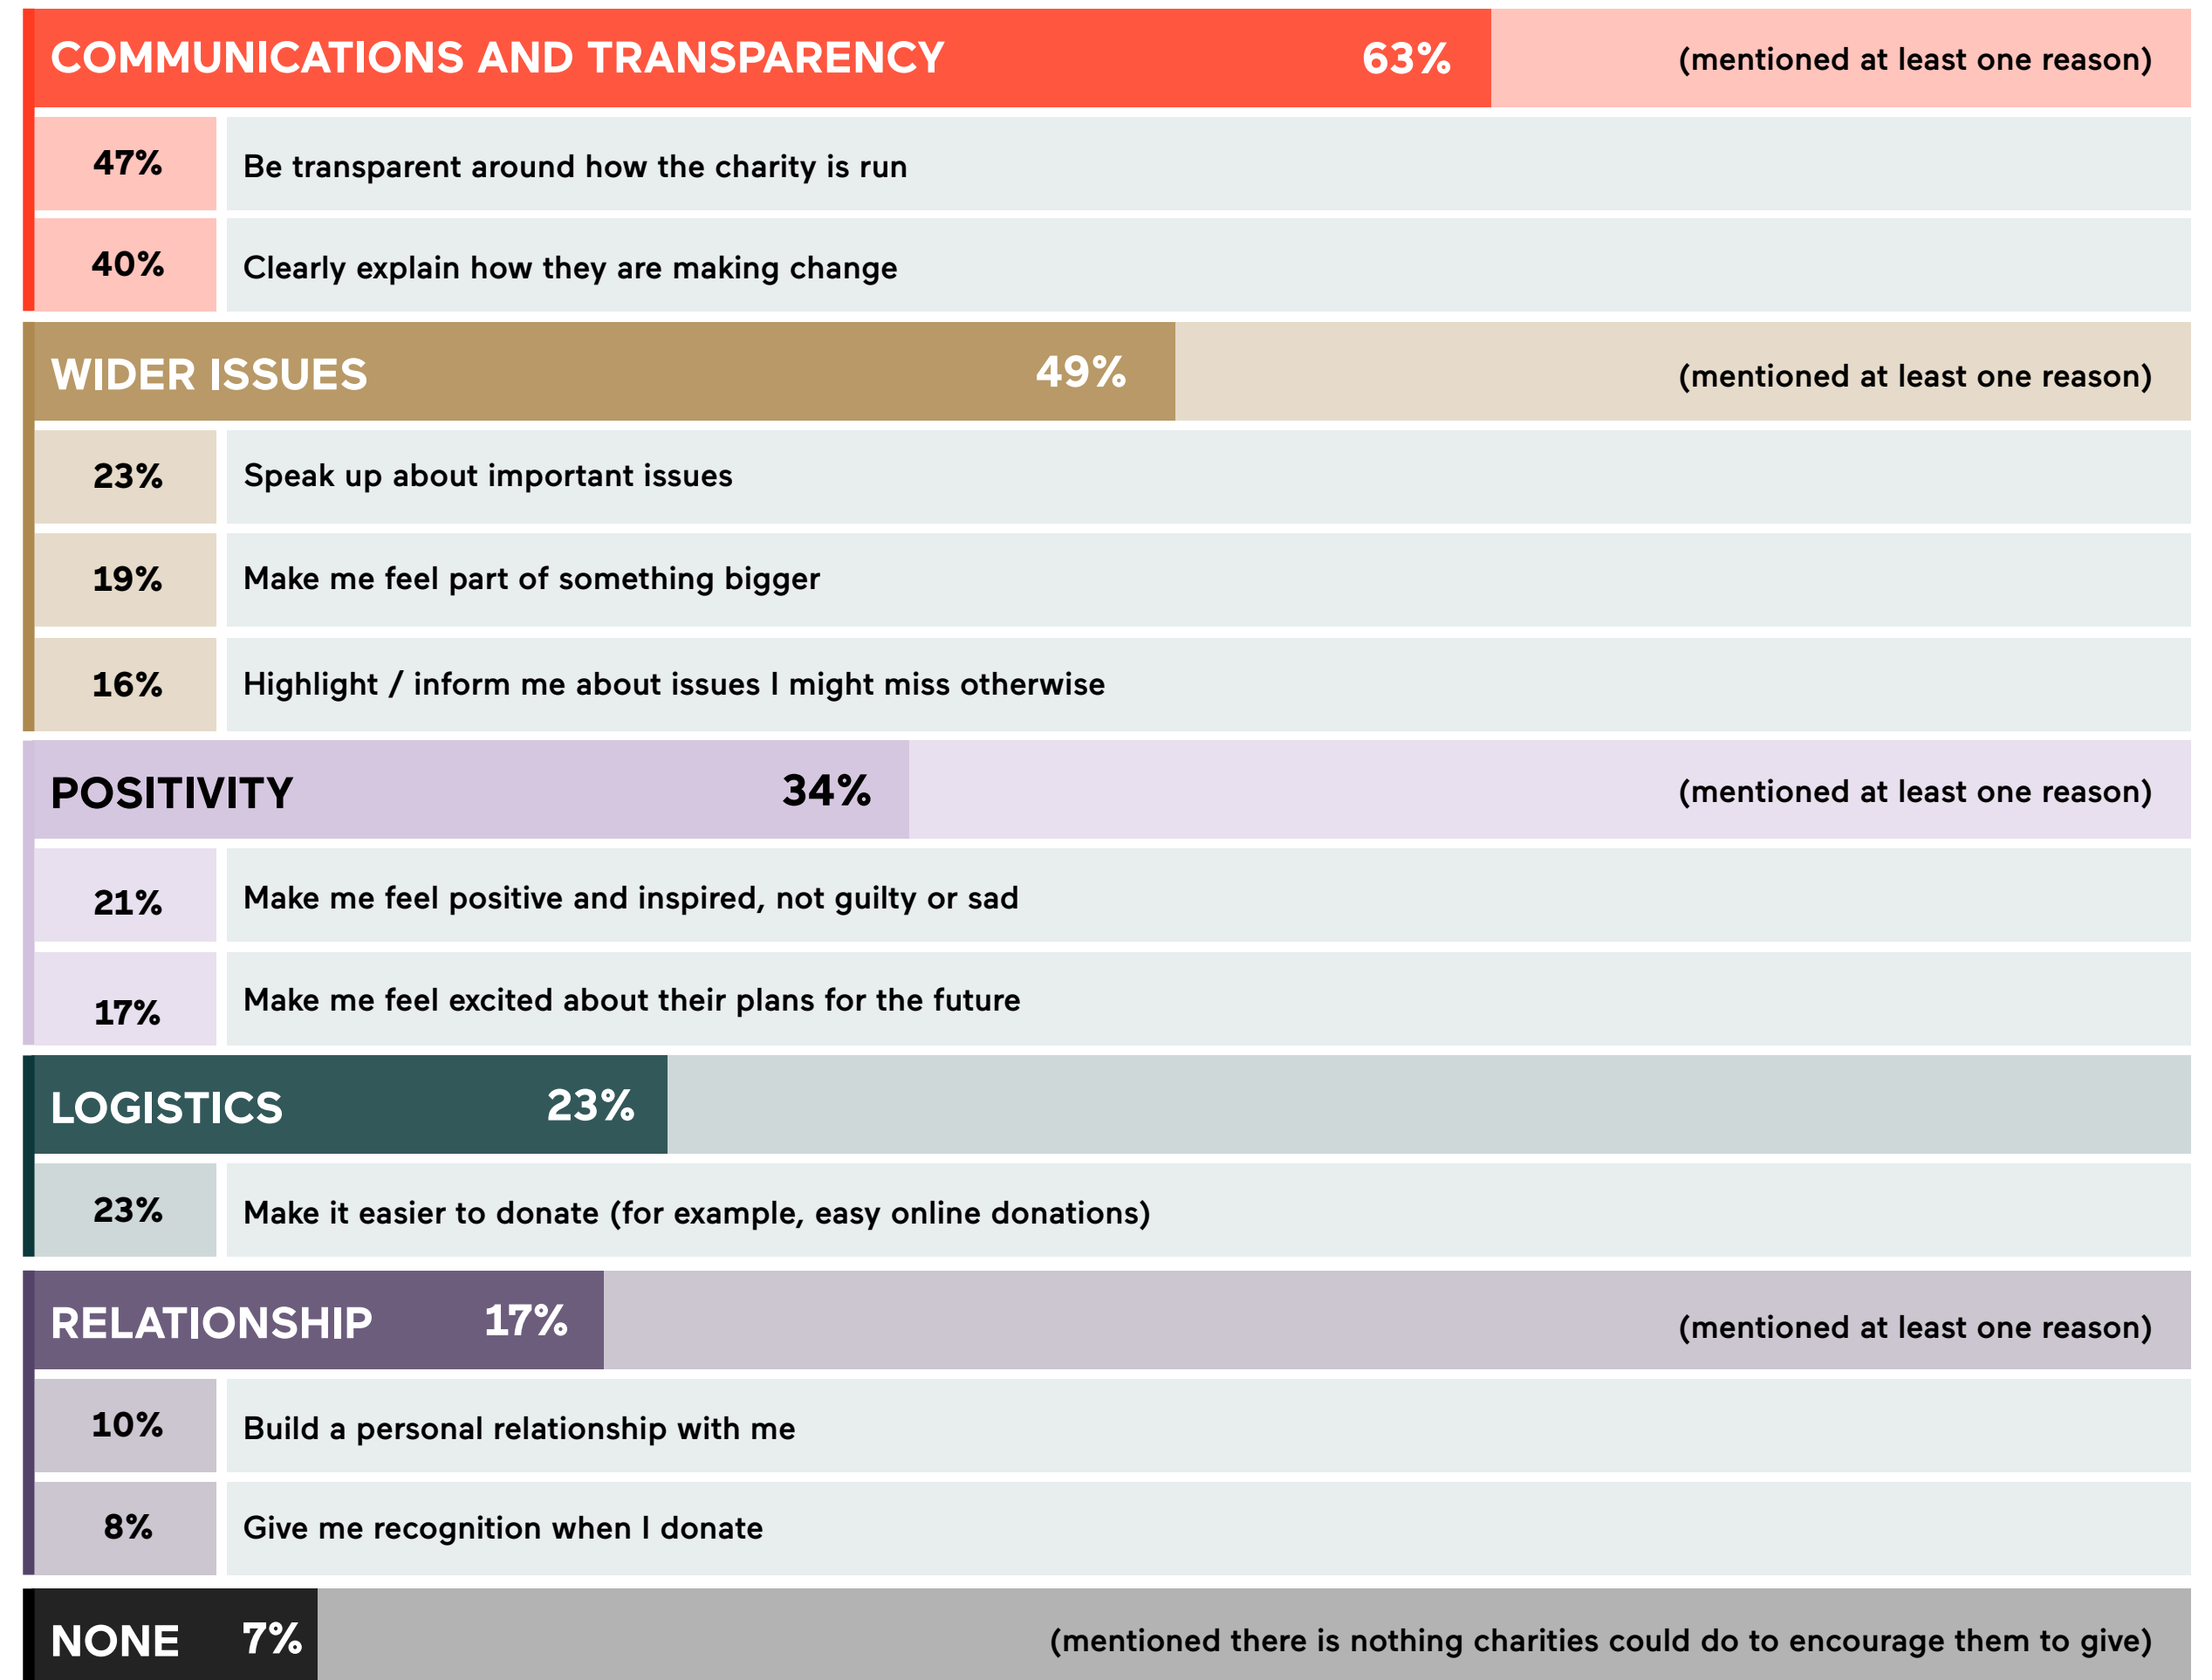 COMMUNICATIONS AND TRANSPARENCY 63% (mentioned at least one reason)
47% Be transparent around how the charity is run
40% Clearly explain how they are making change
WIDER ISSUES 49% (mentioned at least one reason)
23% Speak up about important issues
19% Make me feel part of something bigger
16% Highlight / inform me about issues I might miss otherwise
POSITIVITY 34% (mentioned at least one reason)
21% Make me feel positive and inspired, not guilty or sad
17% Make me feel excited about their plans for the future
LOGISTICS 23%
23% Make it easier to donate (for example, easy online donations)
RELATIONSHIP 17% (mentioned at least one reason)
10% Build a personal relationship with me
8% Give me recognition when I donate
NONE 7% (mentioned there is nothing charities could do to encourage them to give)